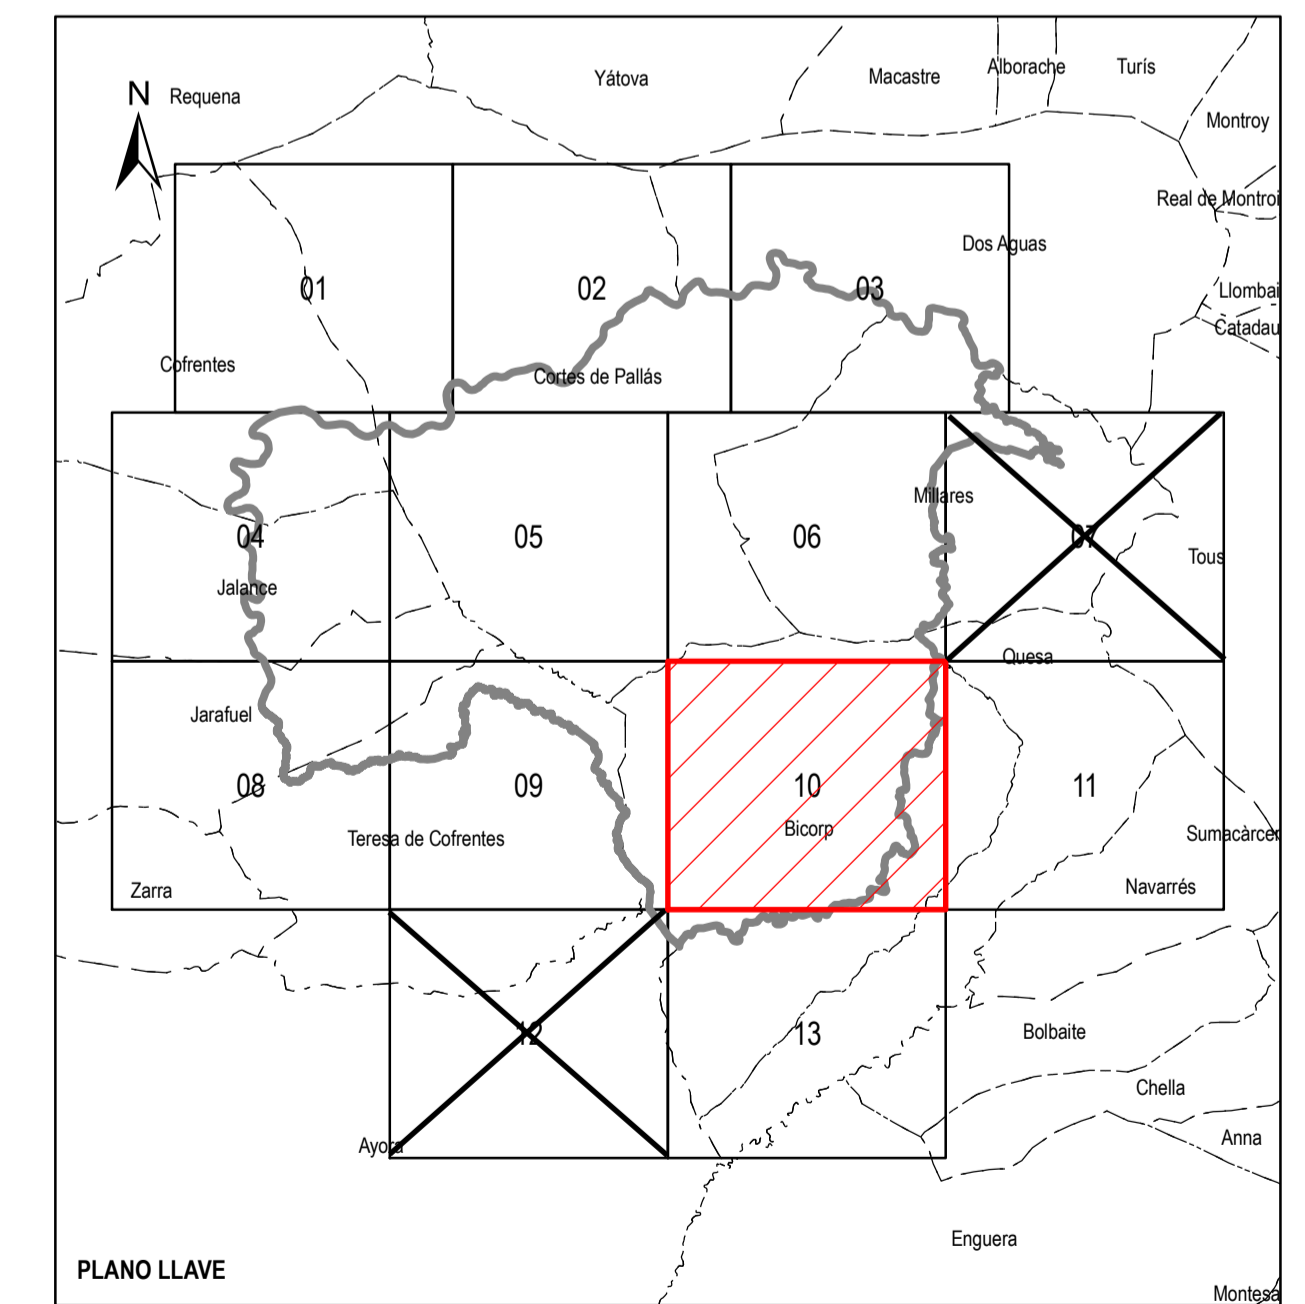 Yátova
Macastre
Alborache
Turís
N
Requena
Montroy
Real de Montroi
Dos Aguas
01
02
03
Llombai
Catadau
Cofrentes
Cortes de Pallás
Millares
04
05
06
07
Tous
Jalance
Quesa
Jarafuel
08
09
10
11
Bicorp
Teresa de Cofrentes
Sumacàrcer
Zarra
Navarrés
12
13
Bolbaite
Chella
Anna
Ayora
Enguera
PLANO LLAVE
Montesa